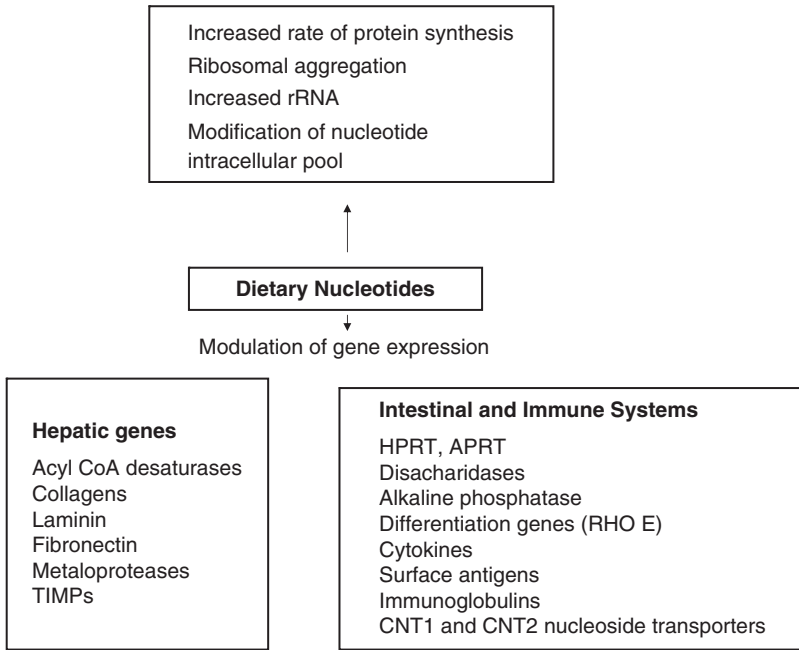 Increased rate of protein synthesis
Ribosomal aggregation
Increased rRNA
Modification of nucleotide
intracellular pool
Dietary Nucleotides
Modulation of gene expression
Hepatic genes
Acyl CoA desaturases
Collagens
Laminin
Fibronectin
Metaloproteases
TIMPs
Intestinal and Immune Systems
HPRT, APRT
Disacharidases
Alkaline phosphatase
Differentiation genes (RHO E)
Cytokines
Surface antigens
Immunoglobulins
CNT1 and CNT2 nucleoside transporters